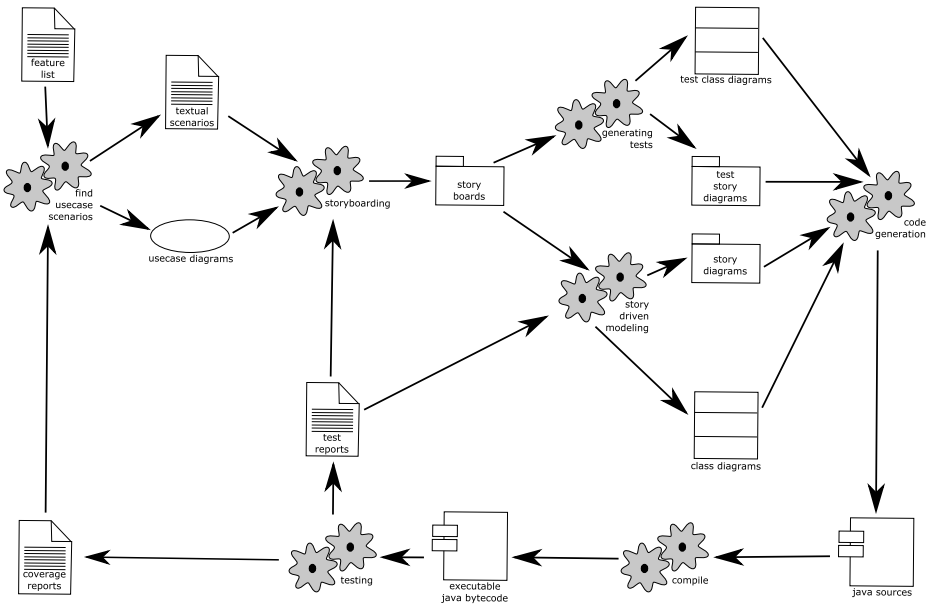 feature
list
textual
scenarios
find
usecase
scenarios
usecase diagrams
storyboarding
story
boards
generating
tests
test class diagrams
test
story
diagrams
code
generation
story
diagrams
story
driven
modeling
class diagrams
test
reports
coverage
reports
testing
executable
java bytecode
compile
java sources